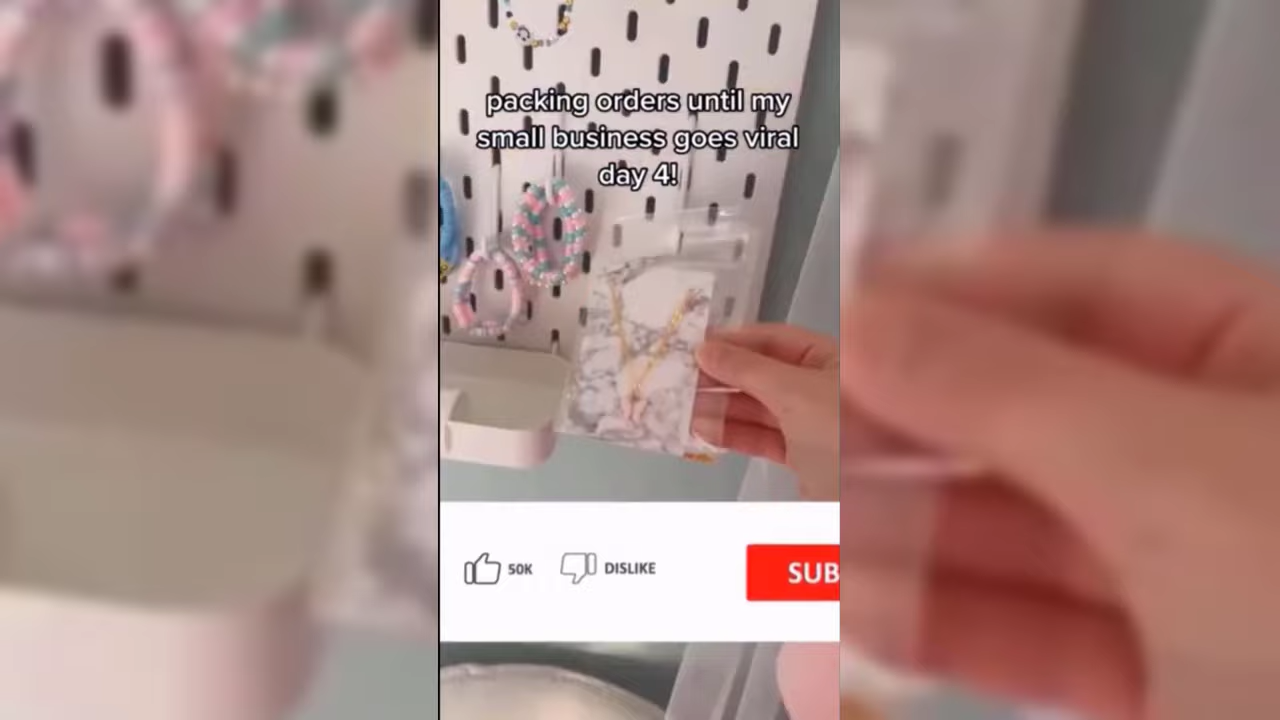 packing orders until my
small business goes viral
day 4!
50K DISLIKE SUB